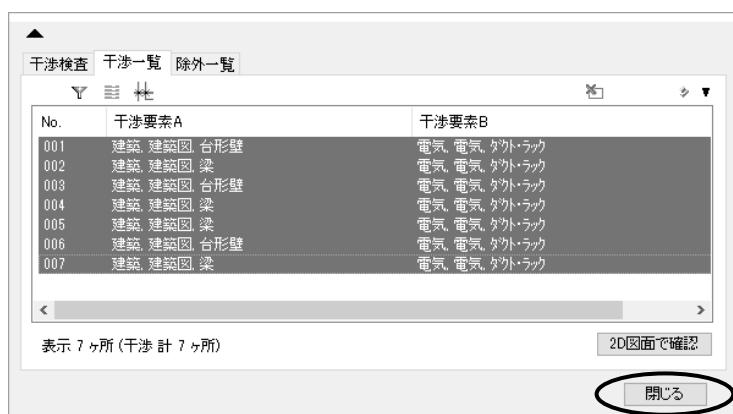 ▲
干渉検査 干渉一覧 除外一覧
▼
No. 干渉要素A 干渉要素B
001 建築, 建築図, 台形壁 電気, 電気, ﾀﾞｸﾄ･ﾗｯｸ
002 建築, 建築図, 梁 電気, 電気, ﾀﾞｸﾄ･ﾗｯｸ
003 建築, 建築図, 台形壁 電気, 電気, ﾀﾞｸﾄ･ﾗｯｸ
004 建築, 建築図, 梁 電気, 電気, ﾀﾞｸﾄ･ﾗｯｸ
005 建築, 建築図, 梁 電気, 電気, ﾀﾞｸﾄ･ﾗｯｸ
006 建築, 建築図, 台形壁 電気, 電気, ﾀﾞｸﾄ･ﾗｯｸ
007 建築, 建築図, 梁 電気, 電気, ﾀﾞｸﾄ･ﾗｯｸ
表示 7 ヶ所 (干渉 計 7 ヶ所) 2D図面で確認
閉じる